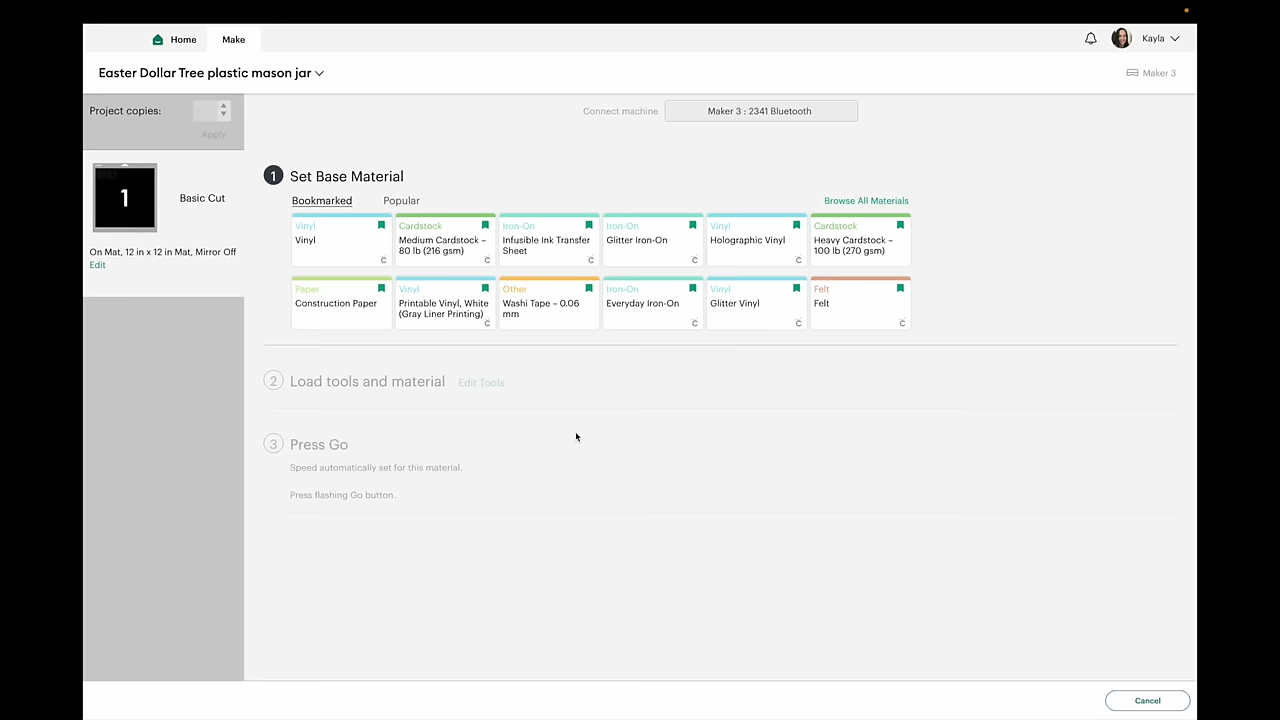 Home
Make
Kayla
Easter Dollar Tree plastic mason jar
Maker 3
Project copies:
Apply
Connect machine
Maker 3 : 2341 Bluetooth
1
Basic Cut
On Mat, 12 in x 12 in Mat, Mirror Off
Edit
1 Set Base Material
Bookmarked
Popular
Browse All Materials
Vinyl
Vinyl
C
Cardstock
Medium Cardstock –
80 lb (216 gsm)
C
Iron-On
Infusible Ink Transfer
Sheet
C
Iron-On
Glitter Iron-On
C
Vinyl
Holographic Vinyl
C
Cardstock
Heavy Cardstock –
100 lb (270 gsm)
C
Paper
Construction Paper
Vinyl
Printable Vinyl, White
(Gray Liner Printing)
C
Other
Washi Tape – 0.06
mm
Iron-On
Everyday Iron-On
C
Vinyl
Glitter Vinyl
C
Felt
Felt
C
2 Load tools and material
Edit Tools
3 Press Go
Speed automatically set for this material.
Press flashing Go button.
Cancel